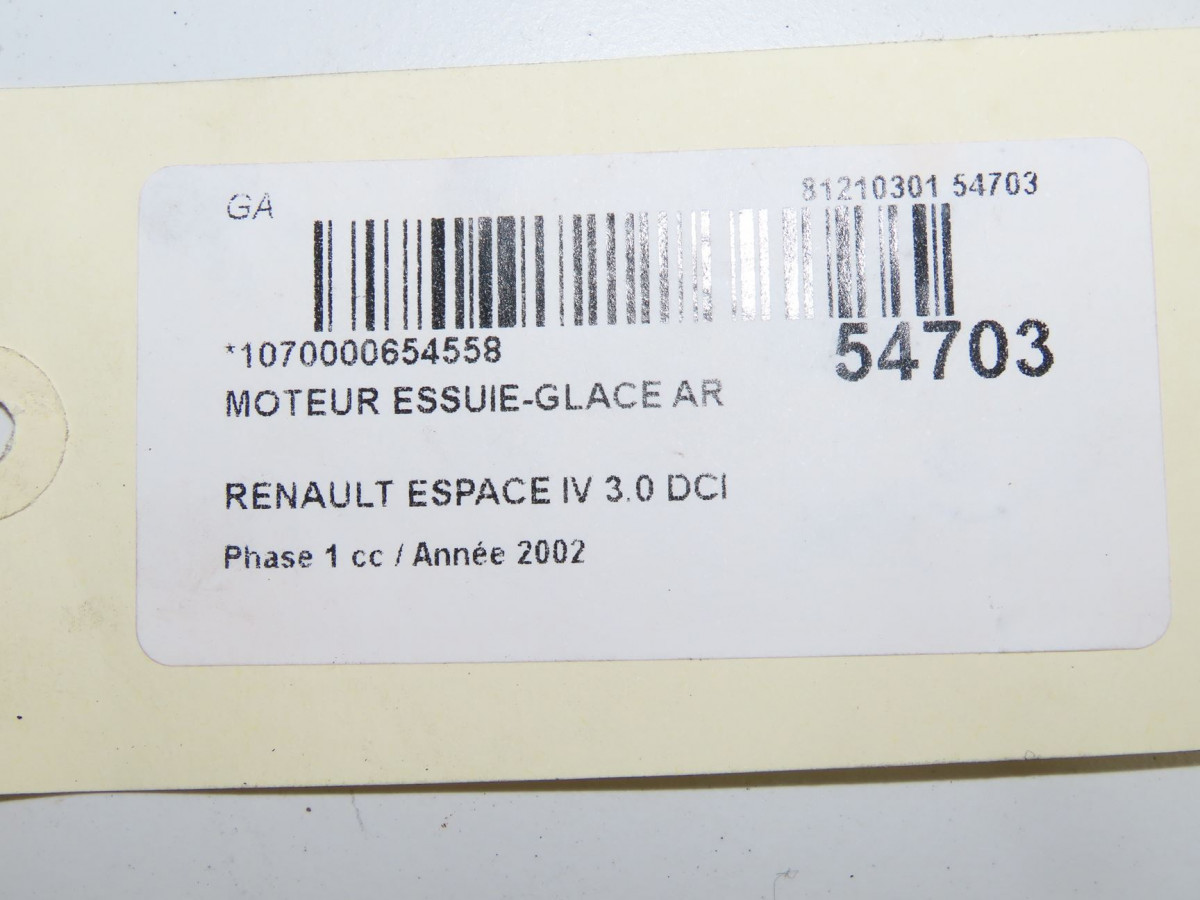 GA
81210301 54703
*1070000654558
54703
MOTEUR ESSUIE-GLACE AR
RENAULT ESPACE IV 3.0 DCI
Phase 1 cc / Année 2002